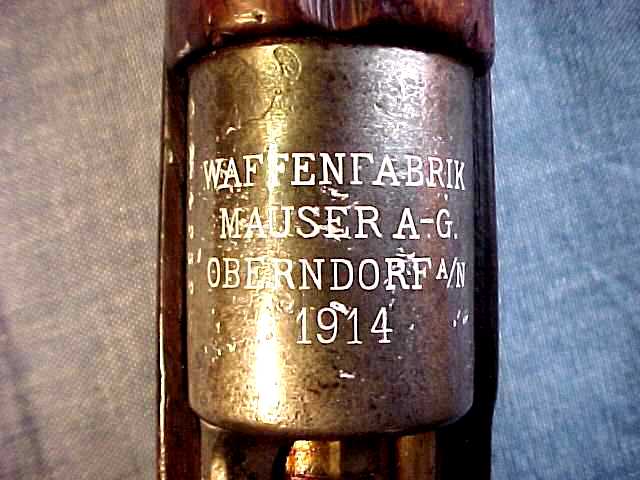 WAFFENFABRIK
MAUSER A-G.
OBERNDORF A/N
1914